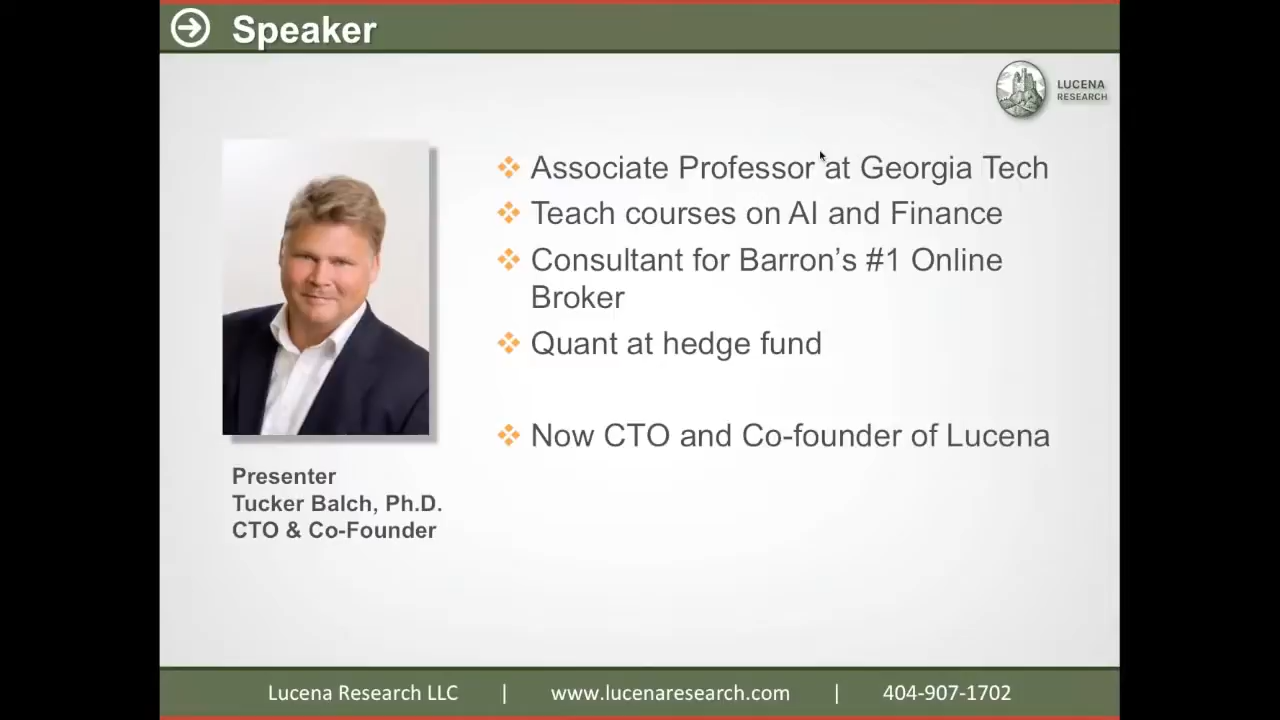 Speaker
LUCENA
RESEARCH
Associate Professor at Georgia Tech
Teach courses on AI and Finance
Consultant for Barron’s #1 Online
Broker
Quant at hedge fund
Now CTO and Co-founder of Lucena
Presenter
Tucker Balch, Ph.D.
CTO & Co-Founder
Lucena Research LLC | www.lucenaresearch.com | 404-907-1702